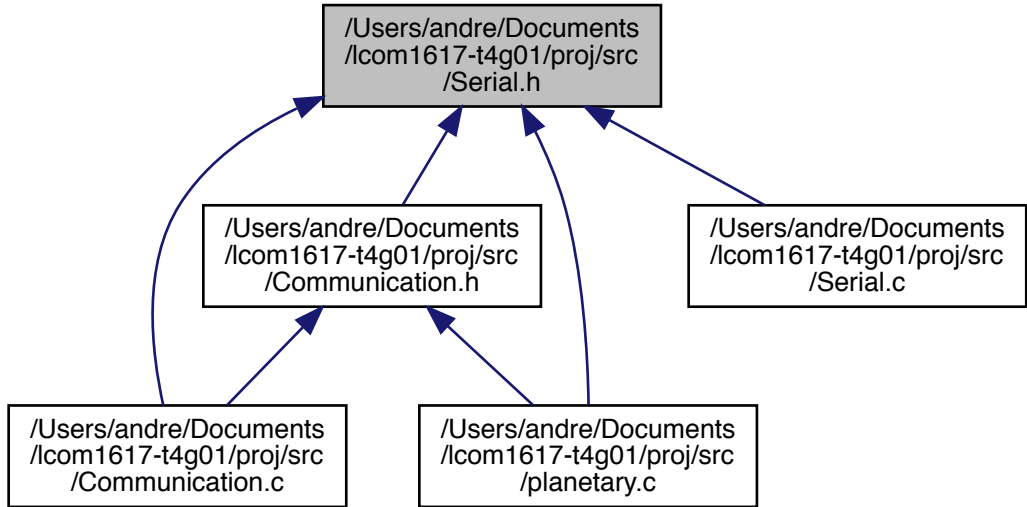 /Users/andre/Documents
/lcom1617-t4g01/proj/src
/Serial.h
/Users/andre/Documents
/lcom1617-t4g01/proj/src
/Communication.h
/Users/andre/Documents
/lcom1617-t4g01/proj/src
/Serial.c
/Users/andre/Documents
/lcom1617-t4g01/proj/src
/Communication.c
/Users/andre/Documents
/lcom1617-t4g01/proj/src
/planetary.c